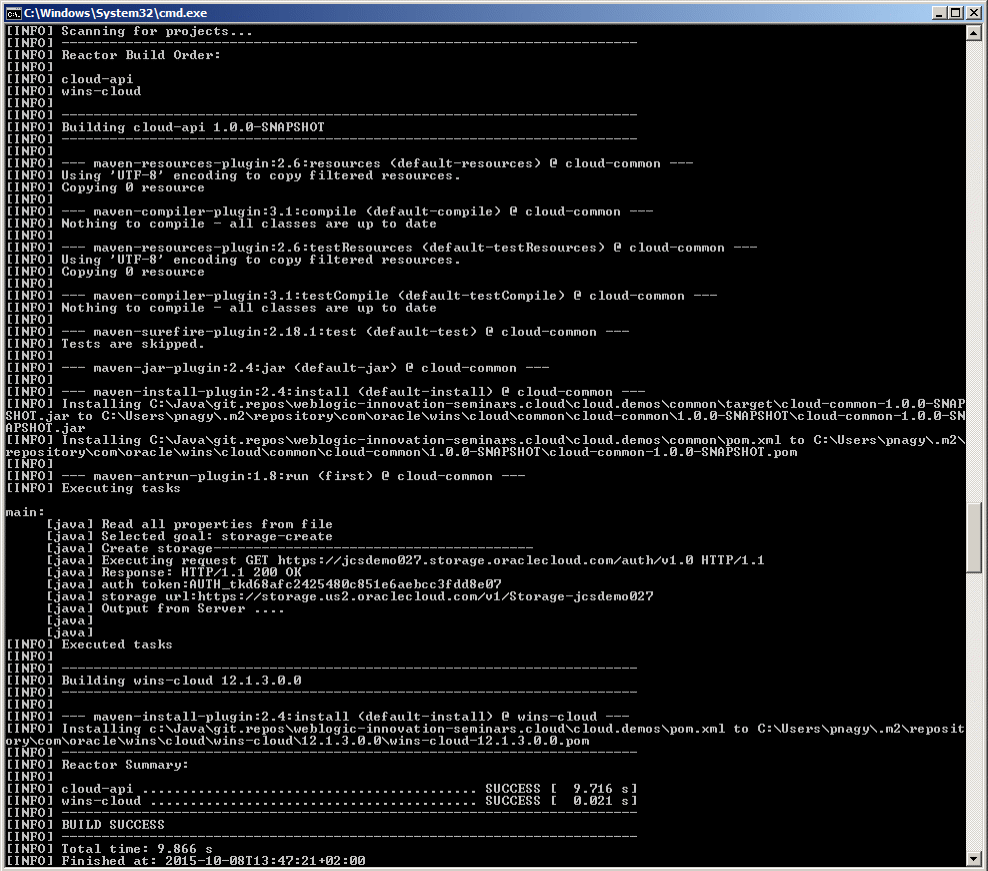 C:\Windows\System32\cmd.exe
[INFO] Scanning for projects...
[INFO] ------------------------------------------------------------------------
[INFO] Reactor Build Order:
[INFO]
[INFO] cloud-api
[INFO] wins-cloud
[INFO]
[INFO] ------------------------------------------------------------------------
[INFO] Building cloud-api 1.0.0-SNAPSHOT
[INFO] ------------------------------------------------------------------------
[INFO]
[INFO] --- maven-resources-plugin:2.6:resources (default-resources) @ cloud-common ---
[INFO] Using 'UTF-8' encoding to copy filtered resources.
[INFO] Copying 0 resource
[INFO]
[INFO] --- maven-compiler-plugin:3.1:compile (default-compile) @ cloud-common ---
[INFO] Nothing to compile - all classes are up to date
[INFO]
[INFO] --- maven-resources-plugin:2.6:testResources (default-testResources) @ cloud-common ---
[INFO] Using 'UTF-8' encoding to copy filtered resources.
[INFO] Copying 0 resource
[INFO]
[INFO] --- maven-compiler-plugin:3.1:testCompile (default-testCompile) @ cloud-common ---
[INFO] Nothing to compile - all classes are up to date
[INFO]
[INFO] --- maven-surefire-plugin:2.18.1:test (default-test) @ cloud-common ---
[INFO] Tests are skipped.
[INFO]
[INFO] --- maven-jar-plugin:2.4:jar (default-jar) @ cloud-common ---
[INFO]
[INFO] --- maven-install-plugin:2.4:install (default-install) @ cloud-common ---
[INFO] Installing C:\Java\git.repos\weblogic-innovation-seminars.cloud\cloud.demos\common\target\cloud-common-1.0.0-SNAP
SHOT.jar to C:\Users\pnagy\.m2\repository\com\oracle\wins\cloud\common\cloud-common\1.0.0-SNAPSHOT\cloud-common-1.0.0-SN
APSHOT.jar
[INFO] Installing C:\Java\git.repos\weblogic-innovation-seminars.cloud\cloud.demos\common\pom.xml to C:\Users\pnagy\.m2\
repository\com\oracle\wins\cloud\common\cloud-common\1.0.0-SNAPSHOT\cloud-common-1.0.0-SNAPSHOT.pom
[INFO]
[INFO] --- maven-antrun-plugin:1.8:run (first) @ cloud-common ---
[INFO] Executing tasks
main:
[java] Read all properties from file
[java] Selected goal: storage-create
[java] Create storage----------------------------------------
[java] Executing request GET https://jcsdemo027.storage.oraclecloud.com/auth/v1.0 HTTP/1.1
[java] Response: HTTP/1.1 200 OK
[java] auth token:AUTH_tkd68afc2425480c851e6aebcc3fdd8e07
[java] storage url:https://storage.us2.oraclecloud.com/v1/Storage-jcsdemo027
[java] Output from Server ....
[java]
[java]
[INFO] Executed tasks
[INFO]
[INFO] ------------------------------------------------------------------------
[INFO] Building wins-cloud 12.1.3.0.0
[INFO] ------------------------------------------------------------------------
[INFO]
[INFO] --- maven-install-plugin:2.4:install (default-install) @ wins-cloud ---
[INFO] Installing c:\Java\git.repos\weblogic-innovation-seminars.cloud\cloud.demos\pom.xml to C:\Users\pnagy\.m2\reposit
ory\com\oracle\wins\cloud\wins-cloud\12.1.3.0.0\wins-cloud-12.1.3.0.0.pom
[INFO] ------------------------------------------------------------------------
[INFO] Reactor Summary:
[INFO]
[INFO] cloud-api .......................................... SUCCESS [  9.716 s]
[INFO] wins-cloud ......................................... SUCCESS [  0.021 s]
[INFO] ------------------------------------------------------------------------
[INFO] BUILD SUCCESS
[INFO] ------------------------------------------------------------------------
[INFO] Total time: 9.866 s
[INFO] Finished at: 2015-10-08T13:47:21+02:00